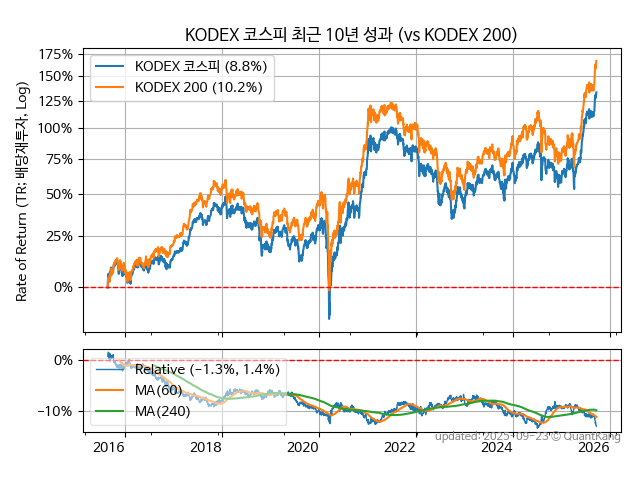 KODEX 코스피 최근 10년 성과 (vs KODEX 200)
175%
150%
125%
100%
75%
50%
25%
0%
Rate of Return (TR: 배당재투자, Log)
KODEX 코스피 (8.8%)
KODEX 200 (10.2%)
0%
−10%
Relative (−1.3%, 1.4%)
MA(60)
MA(240)
2016
2018
2020
2022
2024
2026
updated: 2025-09-23 © QuantKang